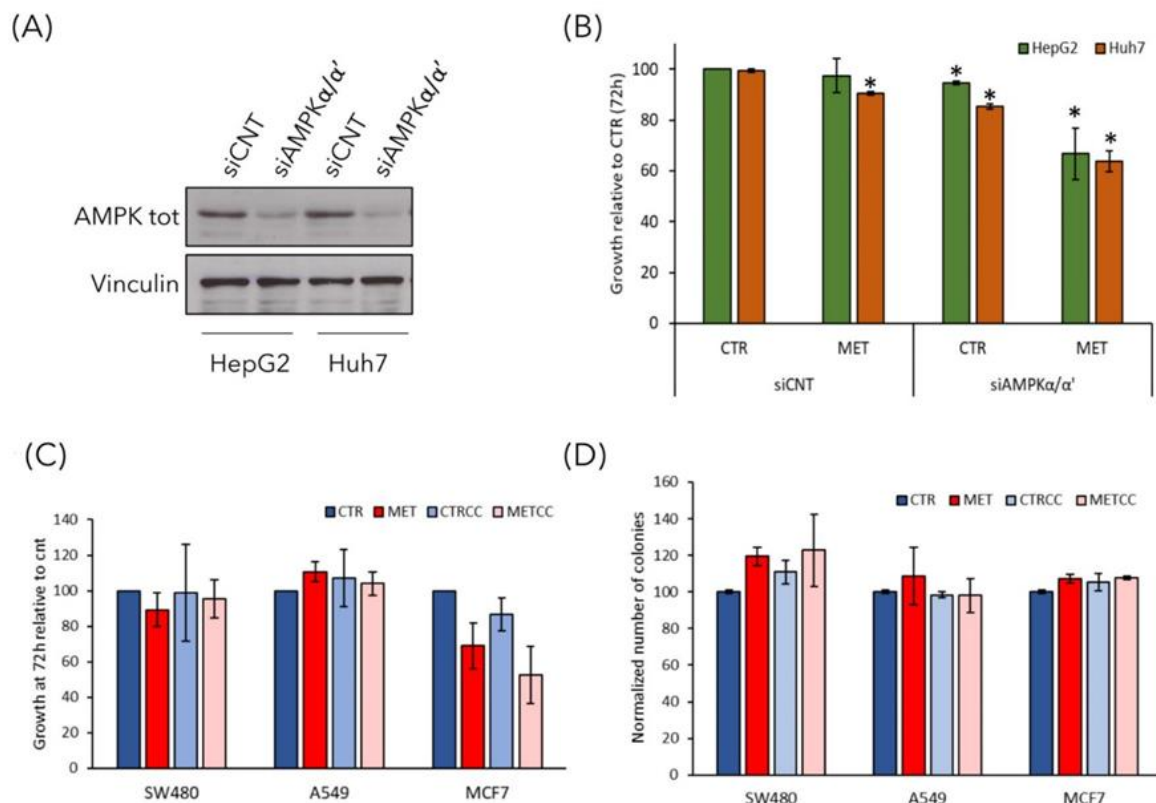 (A)
siCNT
siAMPKα/α'
siCNT
siAMPKα/α'
AMPK tot
Vinculin
HepG2 Huh7
(B)
HepG2 Huh7
Growth relative to CTR (72h)
100
80
60
40
20
0
* * * * *
CTR MET CTR MET
siCNT siAMPKα/α'
(C)
CTR MET CTRCC METCC
Growth at 72h relative to cnt
140
120
100
80
60
40
20
0
SW480 A549 MCF7
(D)
CTR MET CTRCC METCC
Normalized number of colonies
160
140
120
100
80
60
40
20
0
SW480 A549 MCF7